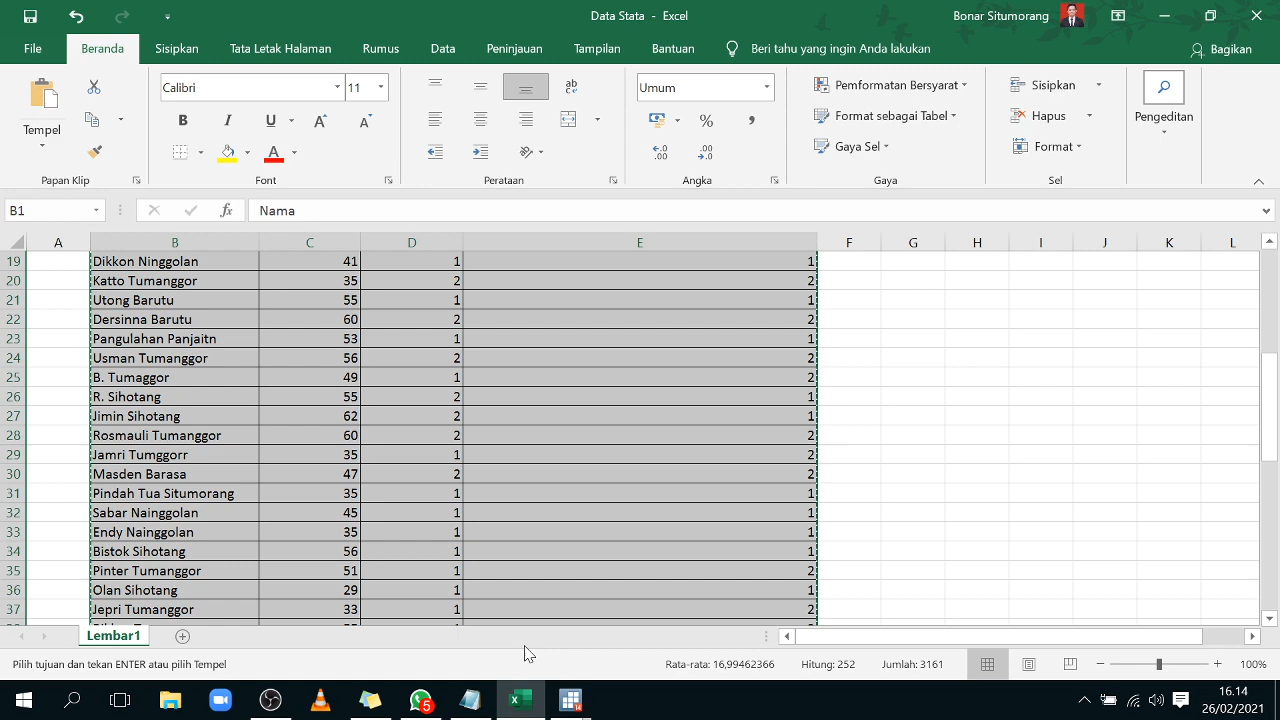 Data Stata - Excel
Bonar Situmorang
File Beranda Sisipkan Tata Letak Halaman Rumus Data Peninjauan Tampilan Bantuan Beri tahu yang ingin Anda lakukan Bagikan
Tempel
Calibri 11
B I U A A
A
ab
Umum
% ,
Pemformatan Bersyarat
Format sebagai Tabel
Gaya Sel
Sisipkan
Hapus
Format
Pengeditan
Papan Klip Font Perataan Angka Gaya Sel
B1 fx Nama
A B C D E F G H I J K L
19 Dikkon Ninggolan 41 1 1
20 Katto Tumanggor 35 2 2
21 Utong Barutu 55 1 1
22 Dersinna Barutu 60 2 2
23 Pangulahan Panjaitn 53 1 1
24 Usman Tumanggor 56 2 2
25 B. Tumaggor 49 1 2
26 R. Sihotang 55 2 1
27 Jimin Sihotang 62 2 1
28 Rosmauli Tumanggor 60 2 2
29 Jamri Tumggorr 35 1 2
30 Masden Barasa 47 2 2
31 Pindah Tua Situmorang 35 1 1
32 Sabar Nainggolan 45 1 1
33 Endy Nainggolan 35 1 1
34 Bistok Sihotang 56 1 1
35 Pinter Tumanggor 51 1 2
36 Olan Sihotang 29 1 1
37 Jepri Tumanggor 33 1 2
Lembar1
Pilih tujuan dan tekan ENTER atau pilih Tempel Rata-rata: 16,99462366 Hitung: 252 Jumlah: 3161 100%
5
14
16.14
26/02/2021